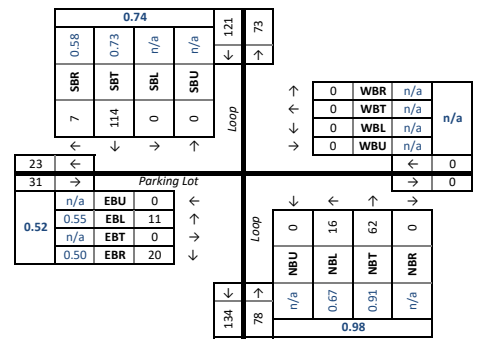 0.74
0.58 0.73 n/a n/a 121 73
↓ ↑
SBR SBT SBL SBU
7 114 0 0
Loop
← ↓ → ↑
↑ 0 WBR n/a
← 0 WBT n/a
↓ 0 WBL n/a
→ 0 WBU n/a
n/a
23 ← ← 0
31 → Parking Lot → 0
0.52
n/a EBU 0 ←
0.55 EBL 11 ↑
n/a EBT 0 →
0.50 EBR 20 ↓
Loop
↓ ← ↑ →
0 16 62 0
NBU NBL NBT NBR
↓ ↑
134 78
n/a 0.67 0.91 n/a
0.98